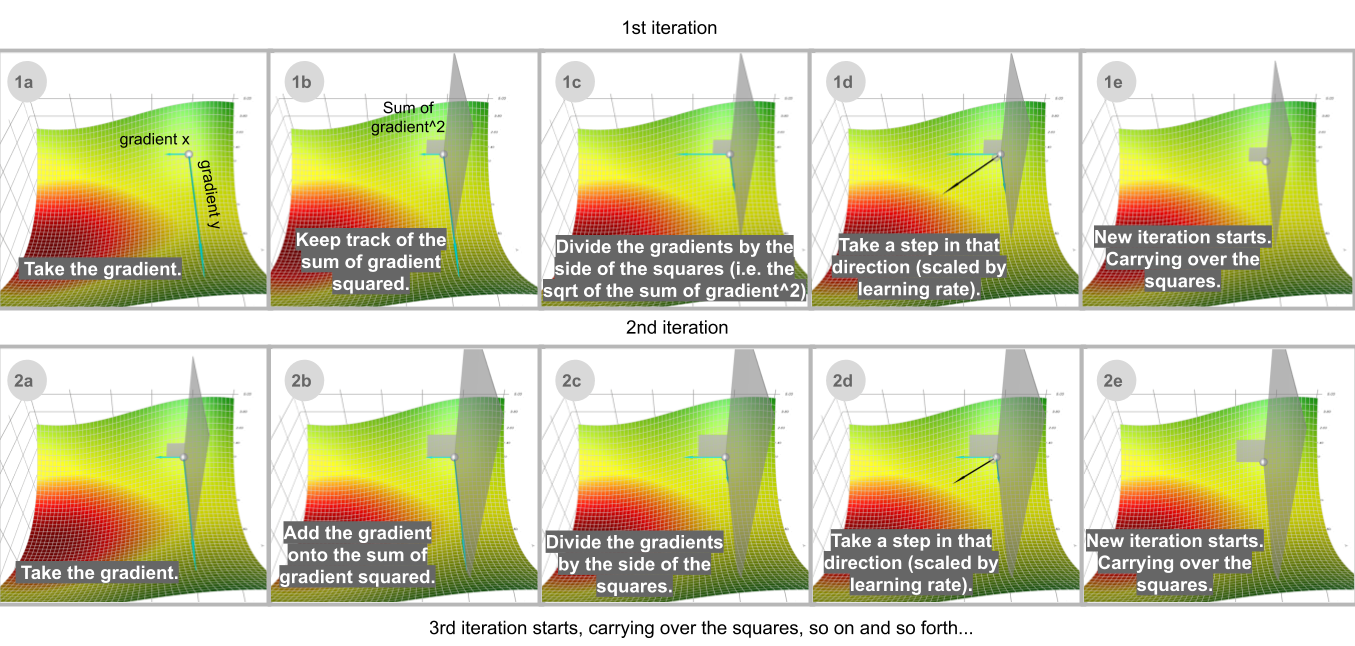 1st iteration
1a
gradient x
gradient y
Take the gradient.
1b
Sum of
gradient^2
Keep track of the
sum of gradient
squared.
1c
Divide the gradients by the
side of the squares (i.e. the
sqrt of the sum of gradient^2)
1d
Take a step in that
direction (scaled by
learning rate).
1e
New iteration starts.
Carrying over the
squares.
2nd iteration
2a
Take the gradient.
2b
Add the gradient
onto the sum of
gradient squared.
2c
Divide the gradients
by the side of the
squares.
2d
Take a step in that
direction (scaled by
learning rate).
2e
New iteration starts.
Carrying over the
squares.
3rd iteration starts, carrying over the squares, so on and so forth...